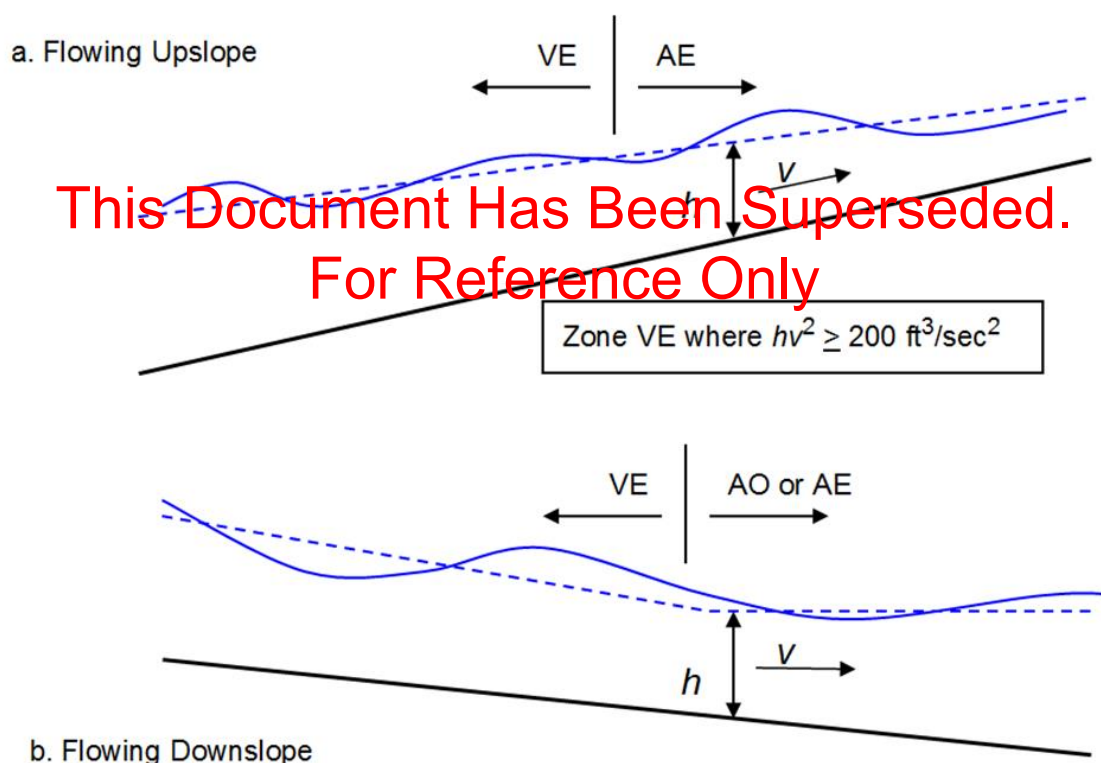 a. Flowing Upslope
VE
AE
v
h
This Document Has Been Superseded.
For Reference Only
Zone VE where hv² ≥ 200 ft³/sec²
VE
AO or AE
v
h
b. Flowing Downslope